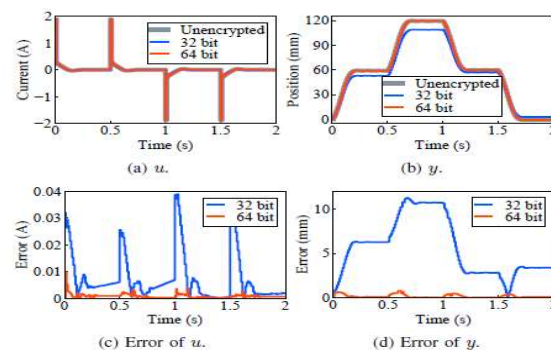 2
1
0
−1
−2
Current (A)
Unencrypted
32 bit
64 bit
0
0.5
1
1.5
2
Time (s)
(a) u.
120
90
60
30
0
Position (mm)
Unencrypted
32 bit
64 bit
0
0.5
1
1.5
2
Time (s)
(b) y.
0.04
0.03
0.02
0.01
0
Error (A)
32 bit
64 bit
0
0.5
1
1.5
2
Time (s)
(c) Error of u.
10
5
0
Error (mm)
32 bit
64 bit
0
0.5
1
1.5
2
Time (s)
(d) Error of y.